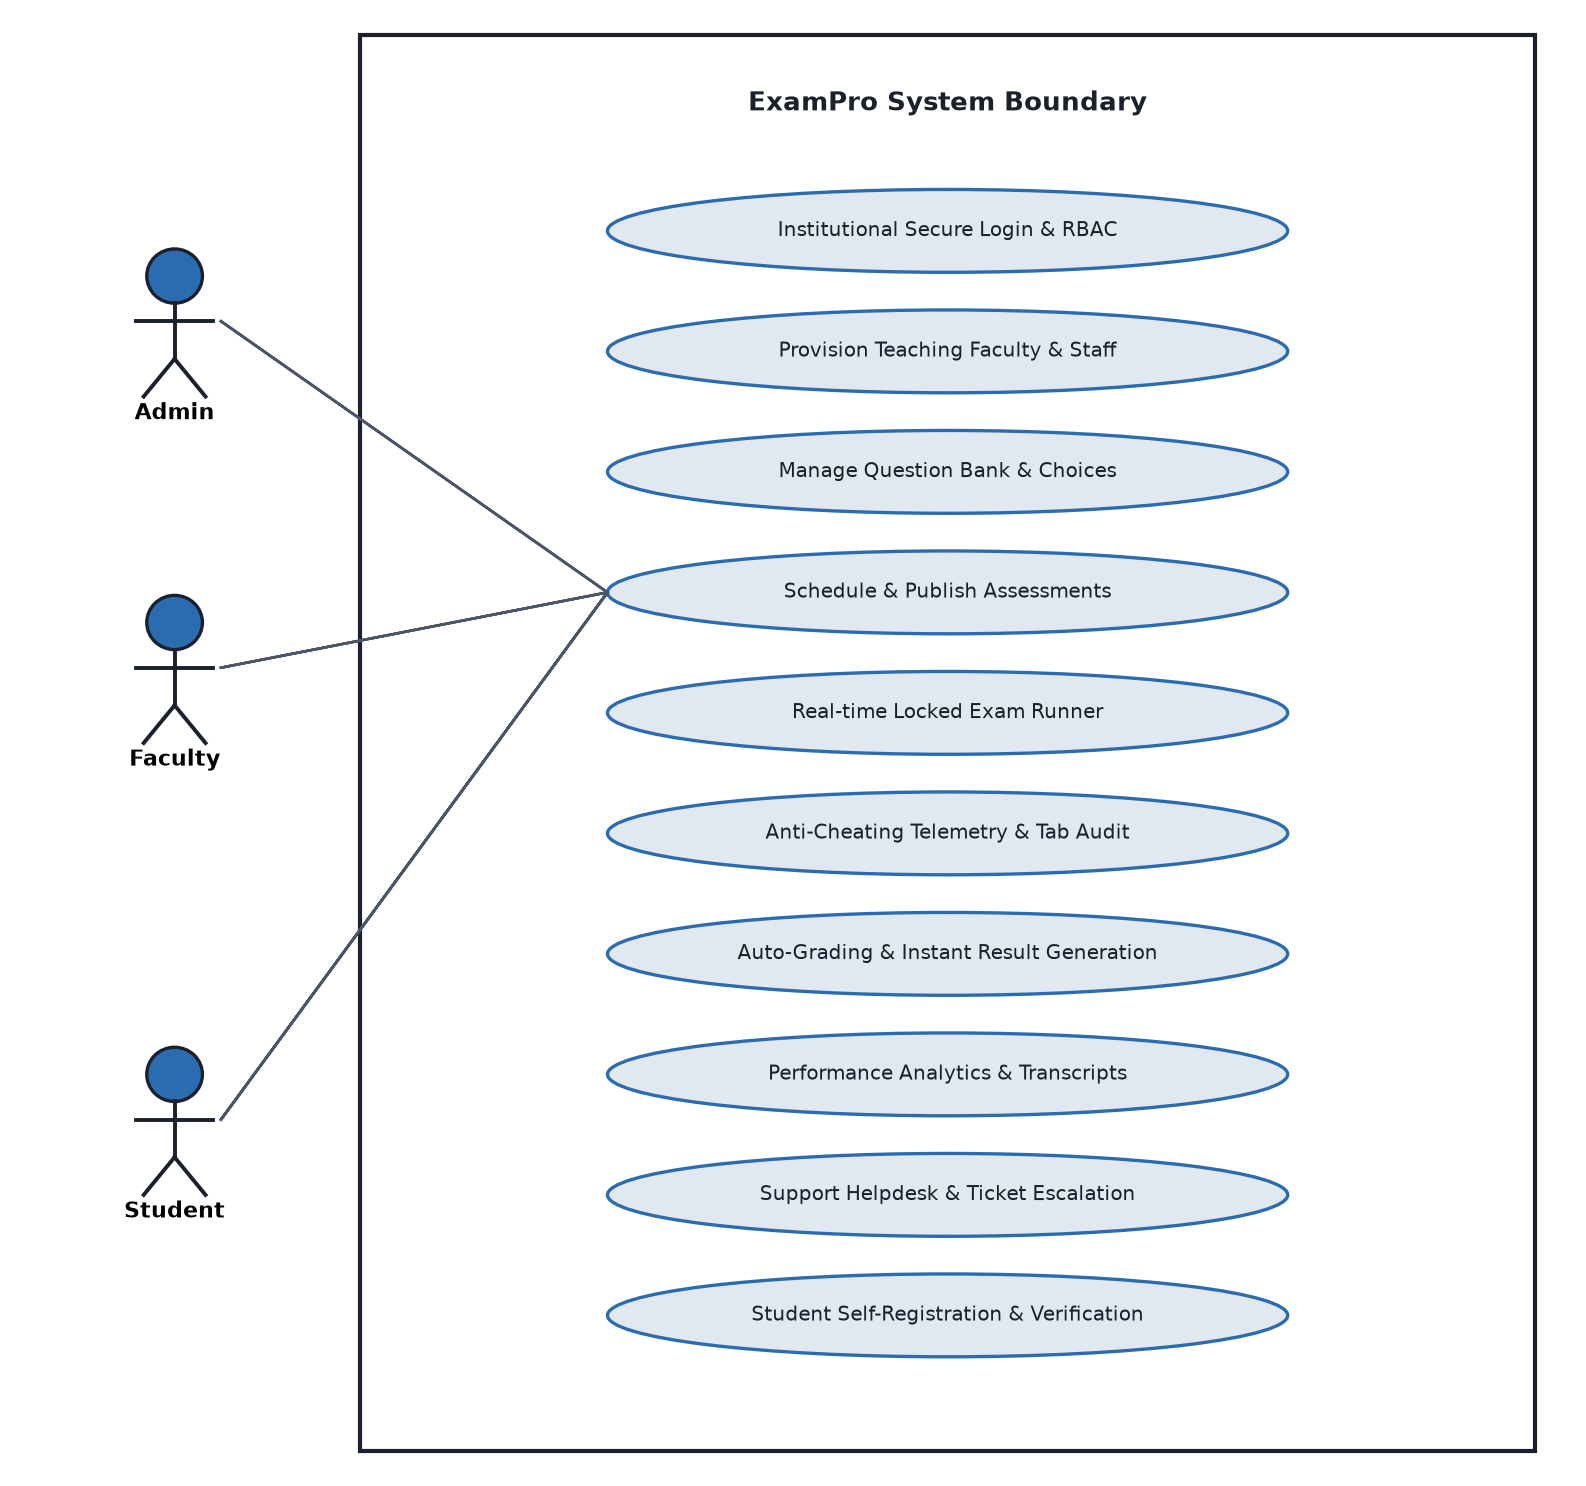 ExamPro System Boundary
Institutional Secure Login & RBAC
Provision Teaching Faculty & Staff
Admin
Manage Question Bank & Choices
Schedule & Publish Assessments
Real-time Locked Exam Runner
Faculty
Anti-Cheating Telemetry & Tab Audit
Auto-Grading & Instant Result Generation
Performance Analytics & Transcripts
Support Helpdesk & Ticket Escalation
Student
Student Self-Registration & Verification